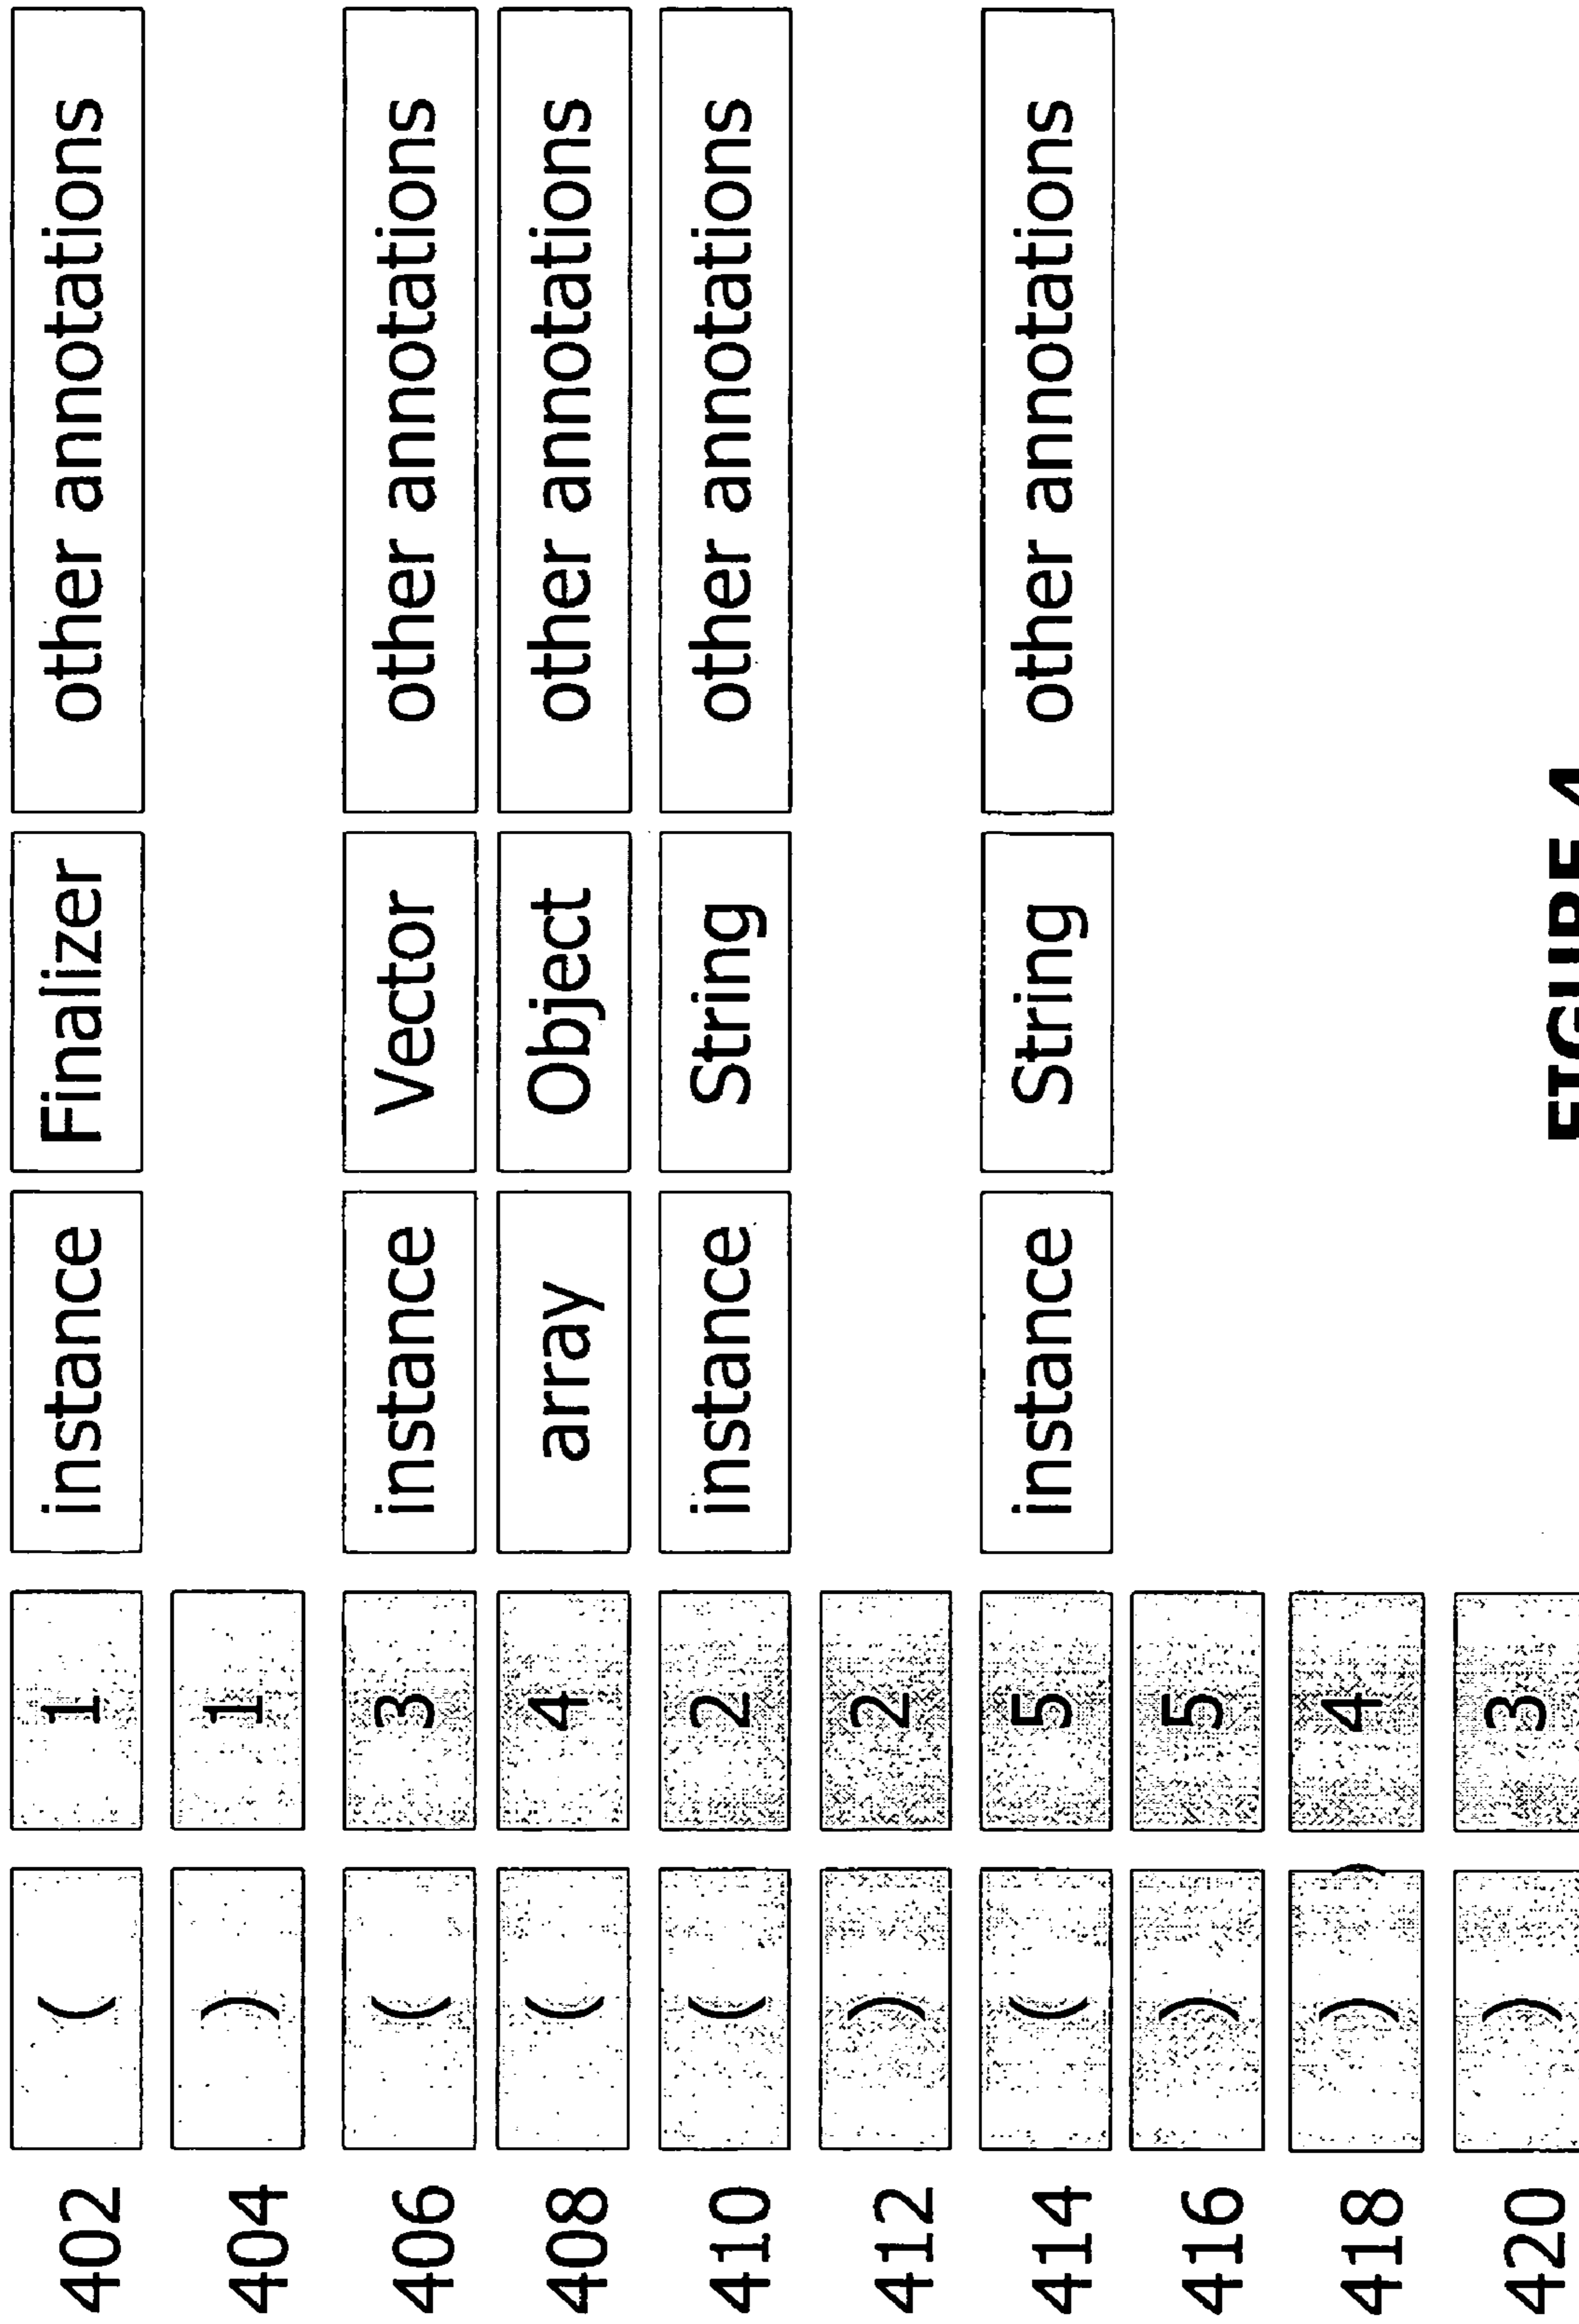 402 ( 1 instance Finalizer other annotations
404 ) 1
406 ( 3 instance Vector other annotations
408 ( 4 array Object other annotations
410 ( 2 instance String other annotations
412 ) 2
414 ( 5 instance String other annotations
416 ) 5
418 ) 4
420 ) 3
FIGURE 4